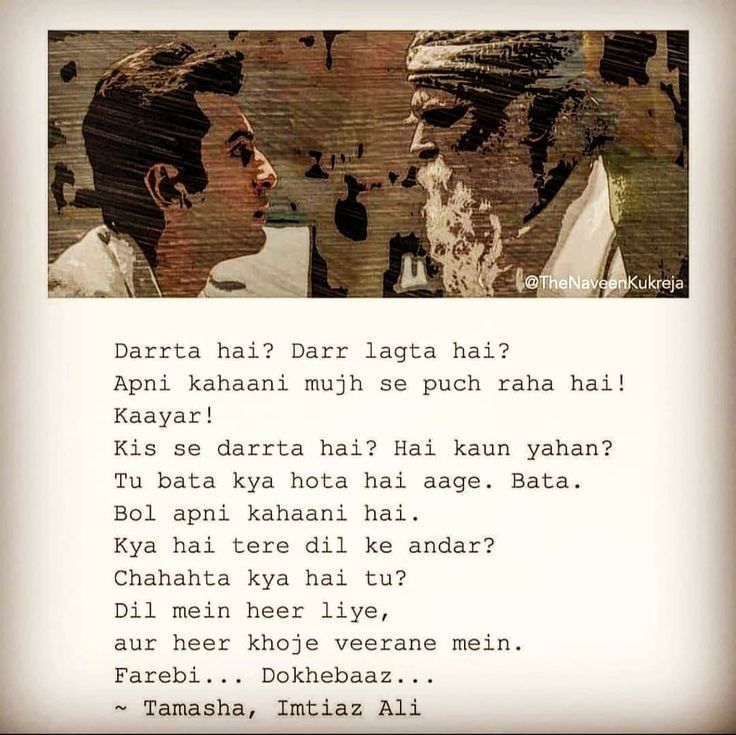 @TheNaveenKukreja
Darrta hai? Darr lagta hai?
Apni kahaani mujh se puch raha hai!
Kaayar!
Kis se darrta hai? Hai kaun yahan?
Tu bata kya hota hai aage. Bata.
Bol apni kahaani hai.
Kya hai tere dil ke andar?
Chahahta kya hai tu?
Dil mein heer liye,
aur heer khoje veerane mein.
Farebi... Dokhebaaz...
~ Tamasha, Imtiaz Ali